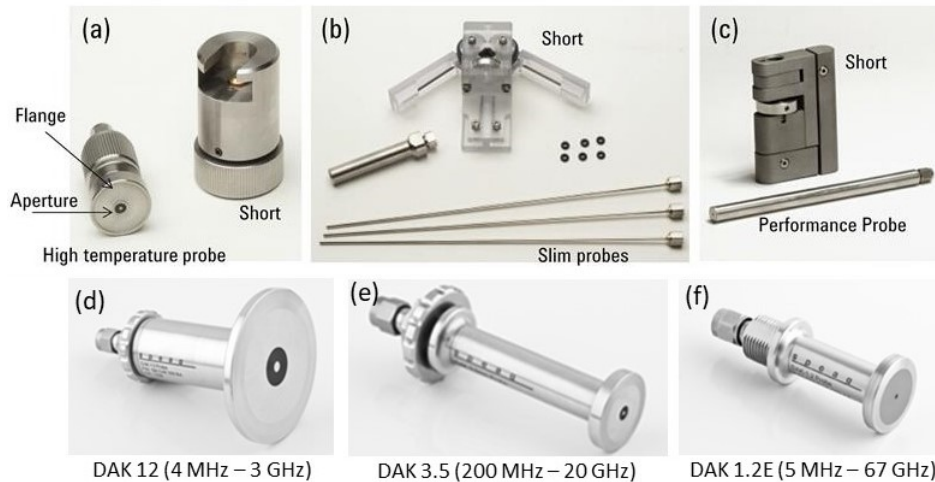 (a)
Flange
Aperture
Short
High temperature probe
(b)
Short
Slim probes
(c)
Short
Performance Probe
(d)
DAK 12 (4 MHz – 3 GHz)
(e)
DAK 3.5 (200 MHz – 20 GHz)
(f)
DAK 1.2E (5 MHz – 67 GHz)